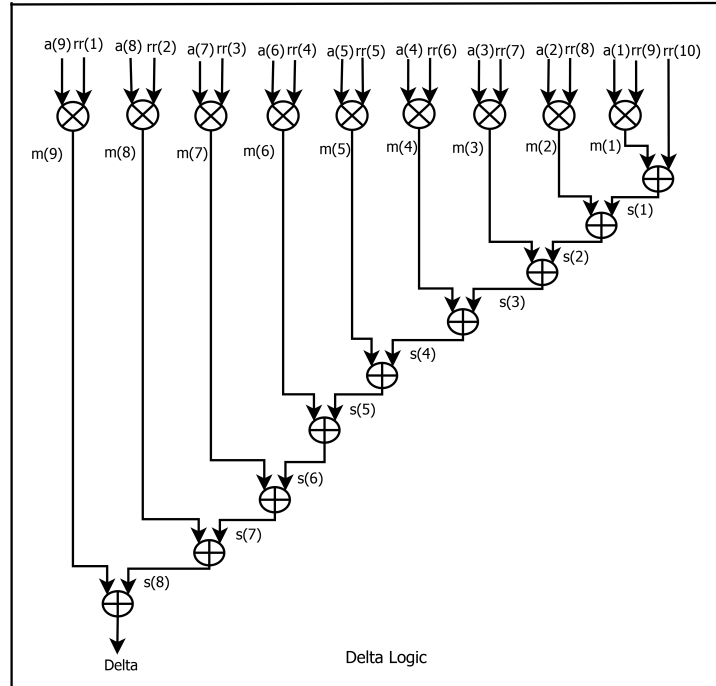 a(9) rr(1) a(8) rr(2) a(7) rr(3) a(6) rr(4) a(5) rr(5) a(4) rr(6) a(3) rr(7) a(2) rr(8) a(1) rr(9) rr(10)
m(9) m(8) m(7) m(6) m(5) m(4) m(3) m(2) m(1)
s(1)
s(2)
s(3)
s(4)
s(5)
s(6)
s(7)
s(8)
Delta
Delta Logic